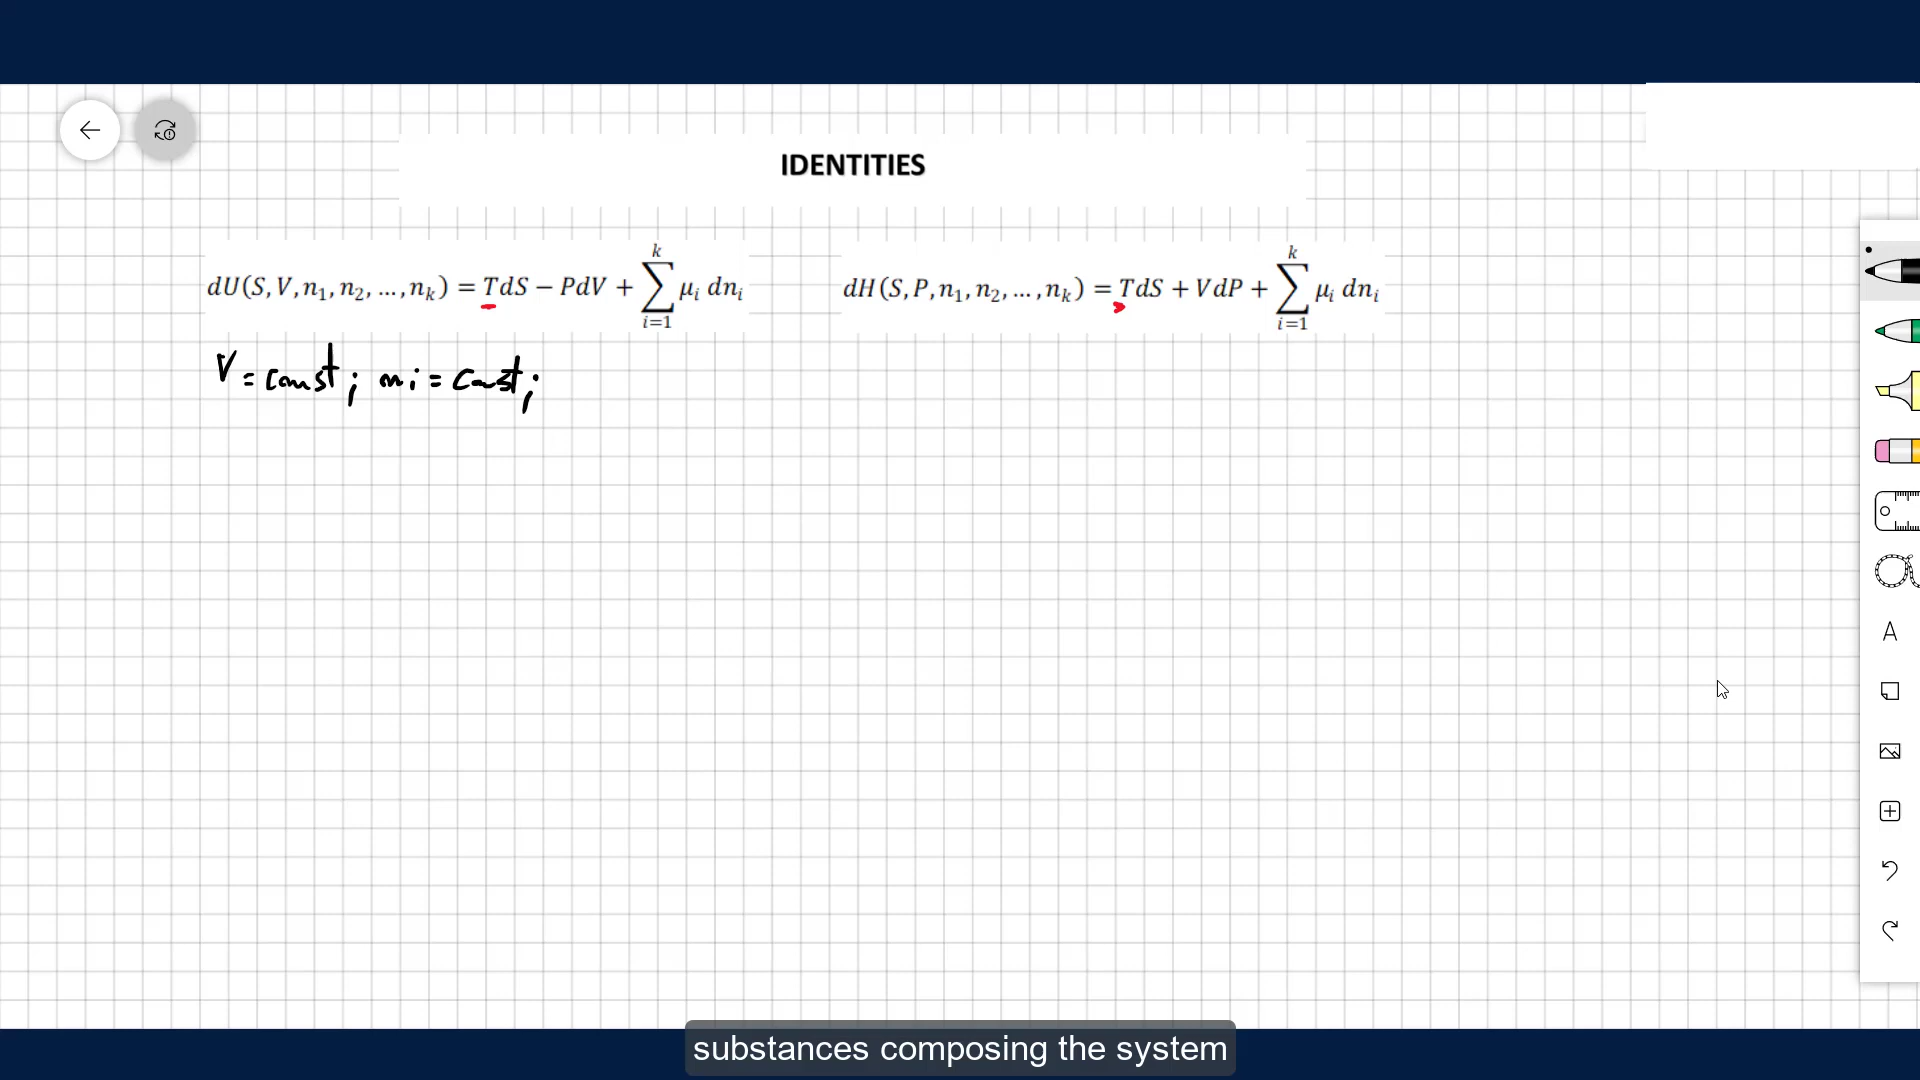 IDENTITIES
dU(S, V, n₁, n₂, ..., nₖ) = TdS − PdV + ∑ᵢ₌₁ᵏ μᵢ dnᵢ
dH(S, P, n₁, n₂, ..., nₖ) = TdS + VdP + ∑ᵢ₌₁ᵏ μᵢ dnᵢ
V = const; ni = const;
A
substances composing the system